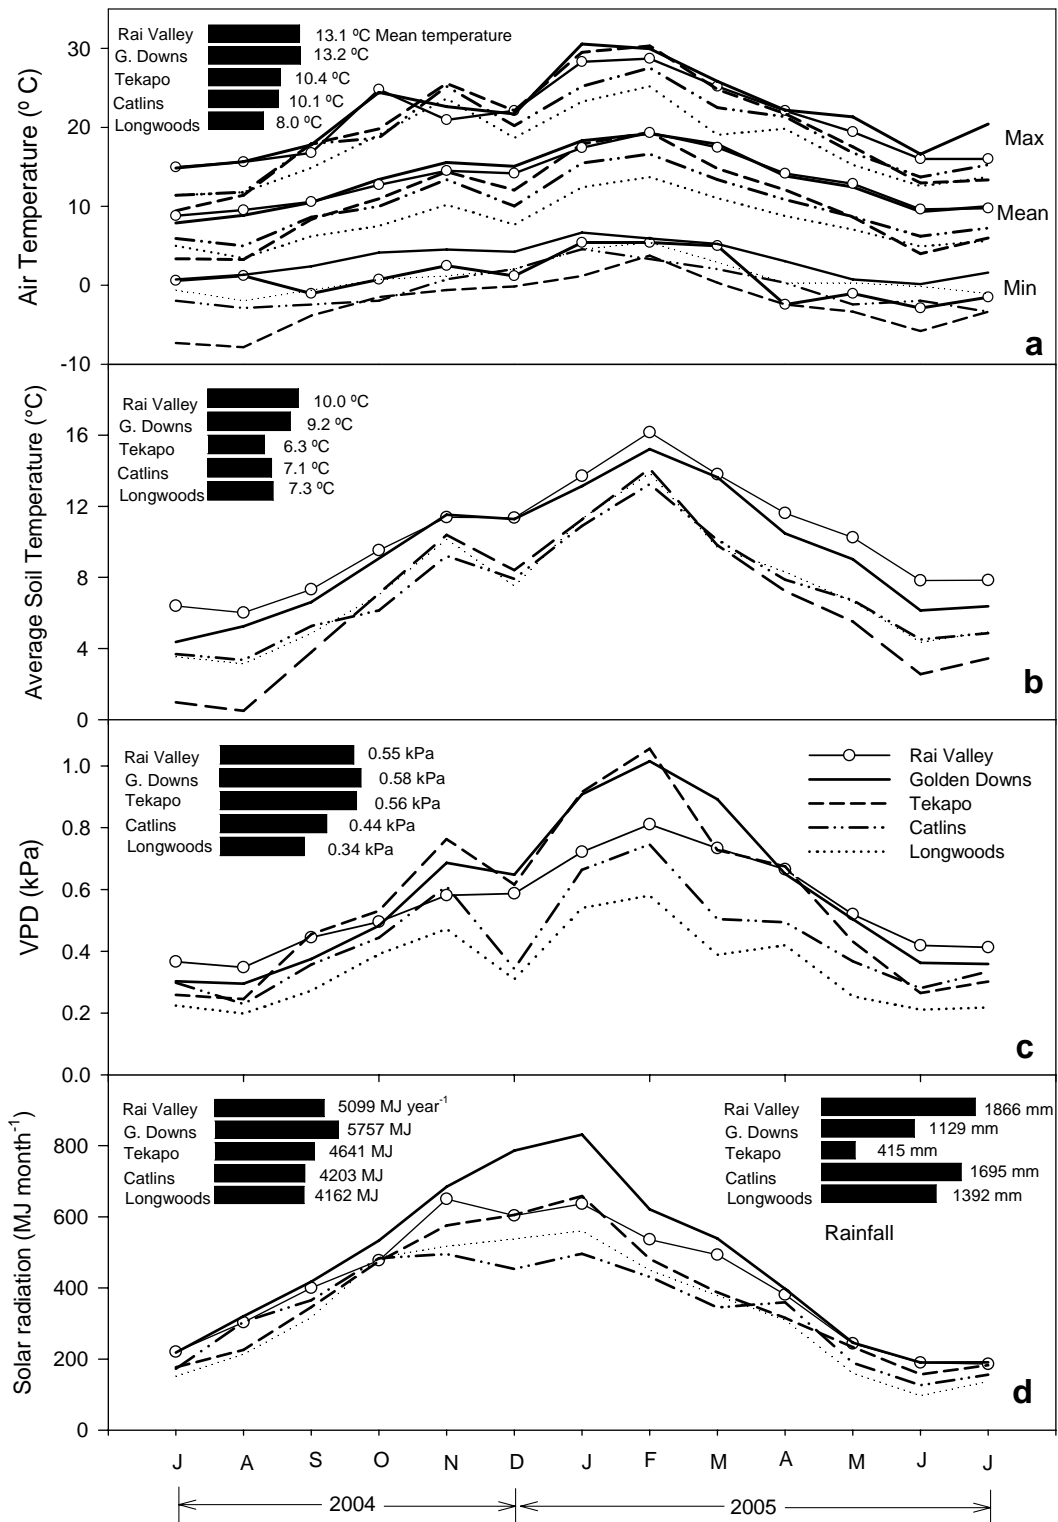 Air Temperature (º C)
30
20
10
0
-10
Rai Valley 13.1 ºC Mean temperature
G. Downs 13.2 ºC
Tekapo 10.4 ºC
Catlins 10.1 ºC
Longwoods 8.0 ºC
Max
Mean
Min
a
Average Soil Temperature (°C)
16
12
8
4
0
Rai Valley 10.0 ºC
G. Downs 9.2 ºC
Tekapo 6.3 ºC
Catlins 7.1 ºC
Longwoods 7.3 ºC
b
VPD (kPa)
1.0
0.8
0.6
0.4
0.2
0.0
Rai Valley 0.55 kPa
G. Downs 0.58 kPa
Tekapo 0.56 kPa
Catlins 0.44 kPa
Longwoods 0.34 kPa
Rai Valley
Golden Downs
Tekapo
Catlins
Longwoods
c
Solar radiation (MJ month-1)
800
600
400
200
0
Rai Valley 5099 MJ year-1
G. Downs 5757 MJ
Tekapo 4641 MJ
Catlins 4203 MJ
Longwoods 4162 MJ
Rai Valley 1866 mm
G. Downs 1129 mm
Tekapo 415 mm
Catlins 1695 mm
Longwoods 1392 mm
Rainfall
d
J A S O N D J F M A M J J
2004 2005